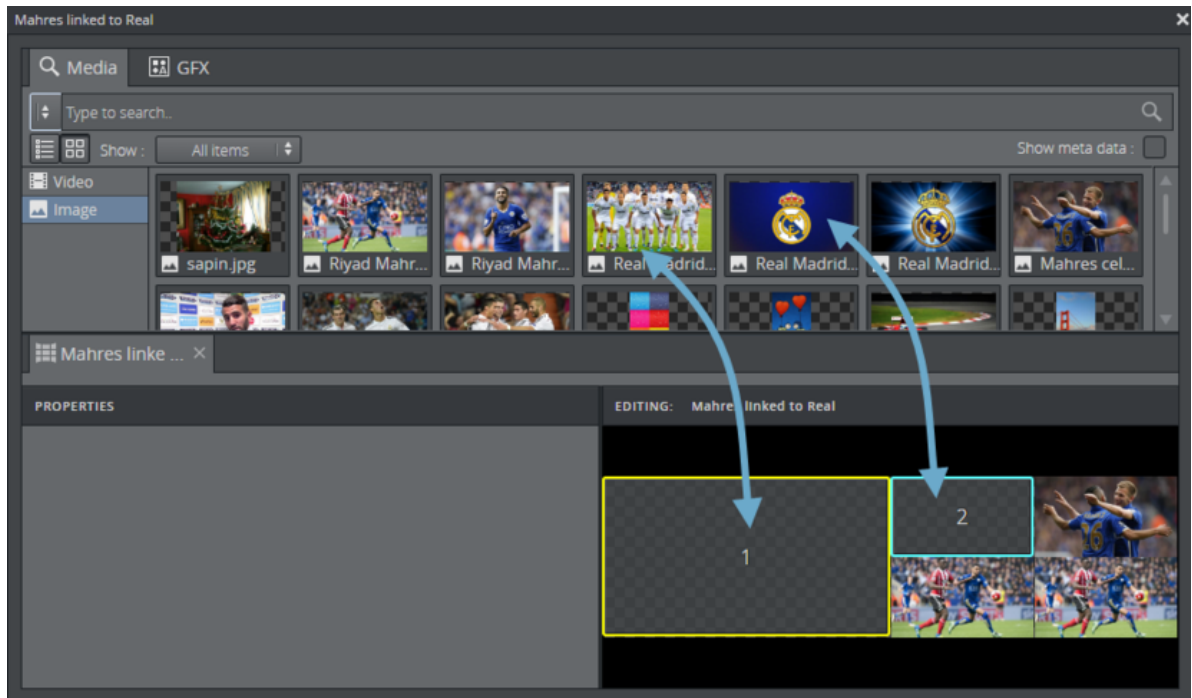 Mahres linked to Real
Media GFX
Type to search..
Show : All items Show meta data :
Video
Image
sapin.jpg Riyad Mahr... Riyad Mahr... Real Madrid... Real Madrid... Real Madrid... Mahres cel...
Mahres linke ...
PROPERTIES EDITING: Mahres linked to Real
1
2
26